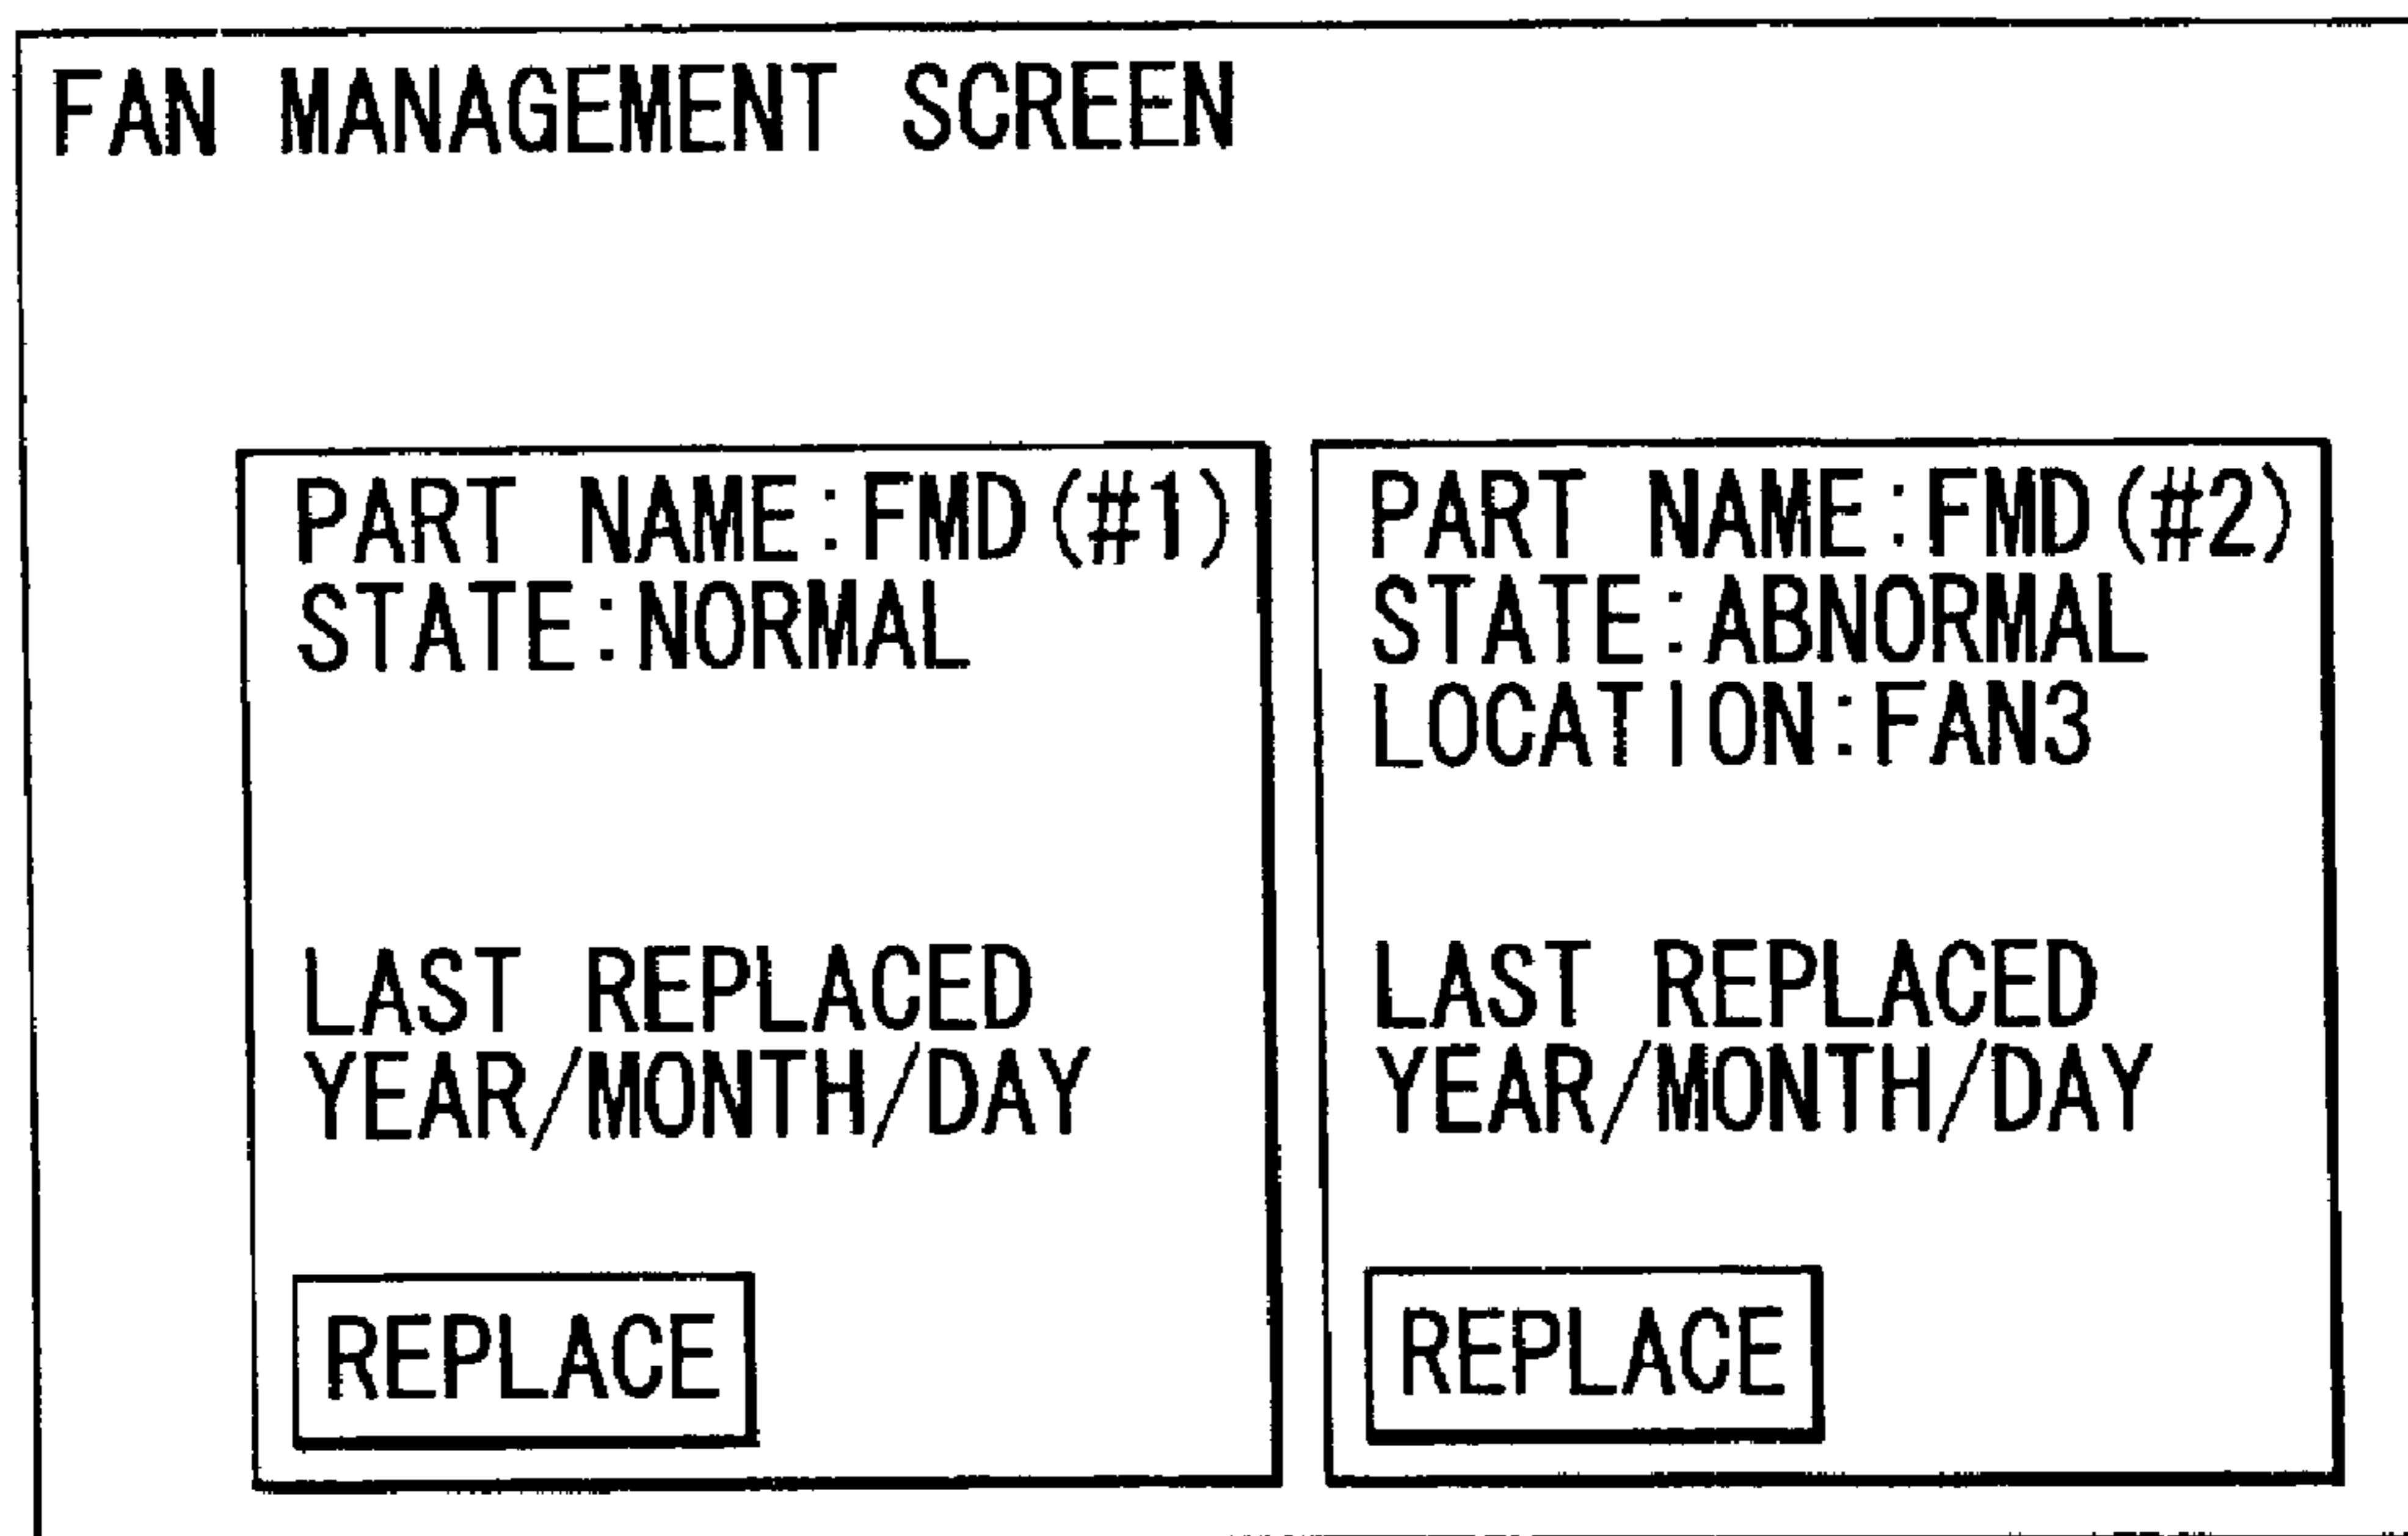 FAN MANAGEMENT SCREEN
PART NAME:FMD(#1)
STATE:NORMAL
LAST REPLACED
YEAR/MONTH/DAY
REPLACE
PART NAME:FMD(#2)
STATE:ABNORMAL
LOCATION:FAN3
LAST REPLACED
YEAR/MONTH/DAY
REPLACE